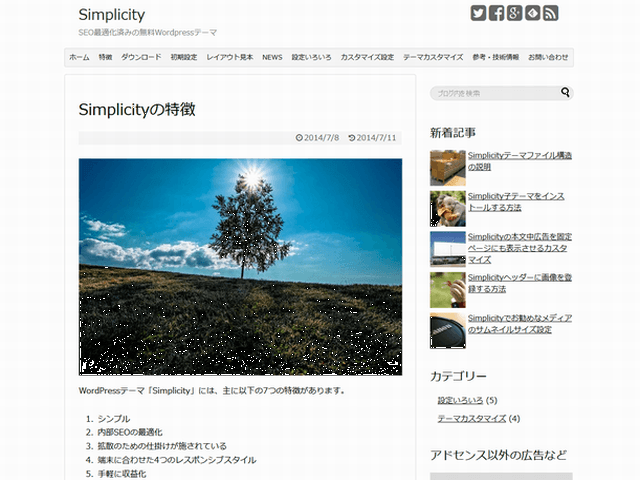 Simplicity
SEO最適化済みの無料Wordpressテーマ
ホーム 特徴 ダウンロード 初期設定 レイアウト見本 NEWS 設定いろいろ カスタマイズ設定 テーマカスタマイズ 参考・技術情報 お問い合わせ
Simplicityの特徴
2014/7/8 2014/7/11
WordPressテーマ「Simplicity」には、主に以下の7つの特徴があります。
1. シンプル
2. 内部SEOの最適化
3. 拡散のための仕掛けが施されている
4. 端末に合わせた4つのレスポンシブスタイル
5. 手軽に収益化
ブログ内を検索
新着記事
Simplicityテーマファイル構造
の説明
Simplicity子テーマをインス
トールする方法
Simplicityの本文中広告を固定
ページにも表示させるカスタ
マイズ
Simplicityヘッダーに画像を登
録する方法
Simplicityでお勧めなメディア
のサムネイルサイズ設定
カテゴリー
設定いろいろ (5)
テーマカスタマイズ (4)
アドセンス以外の広告など